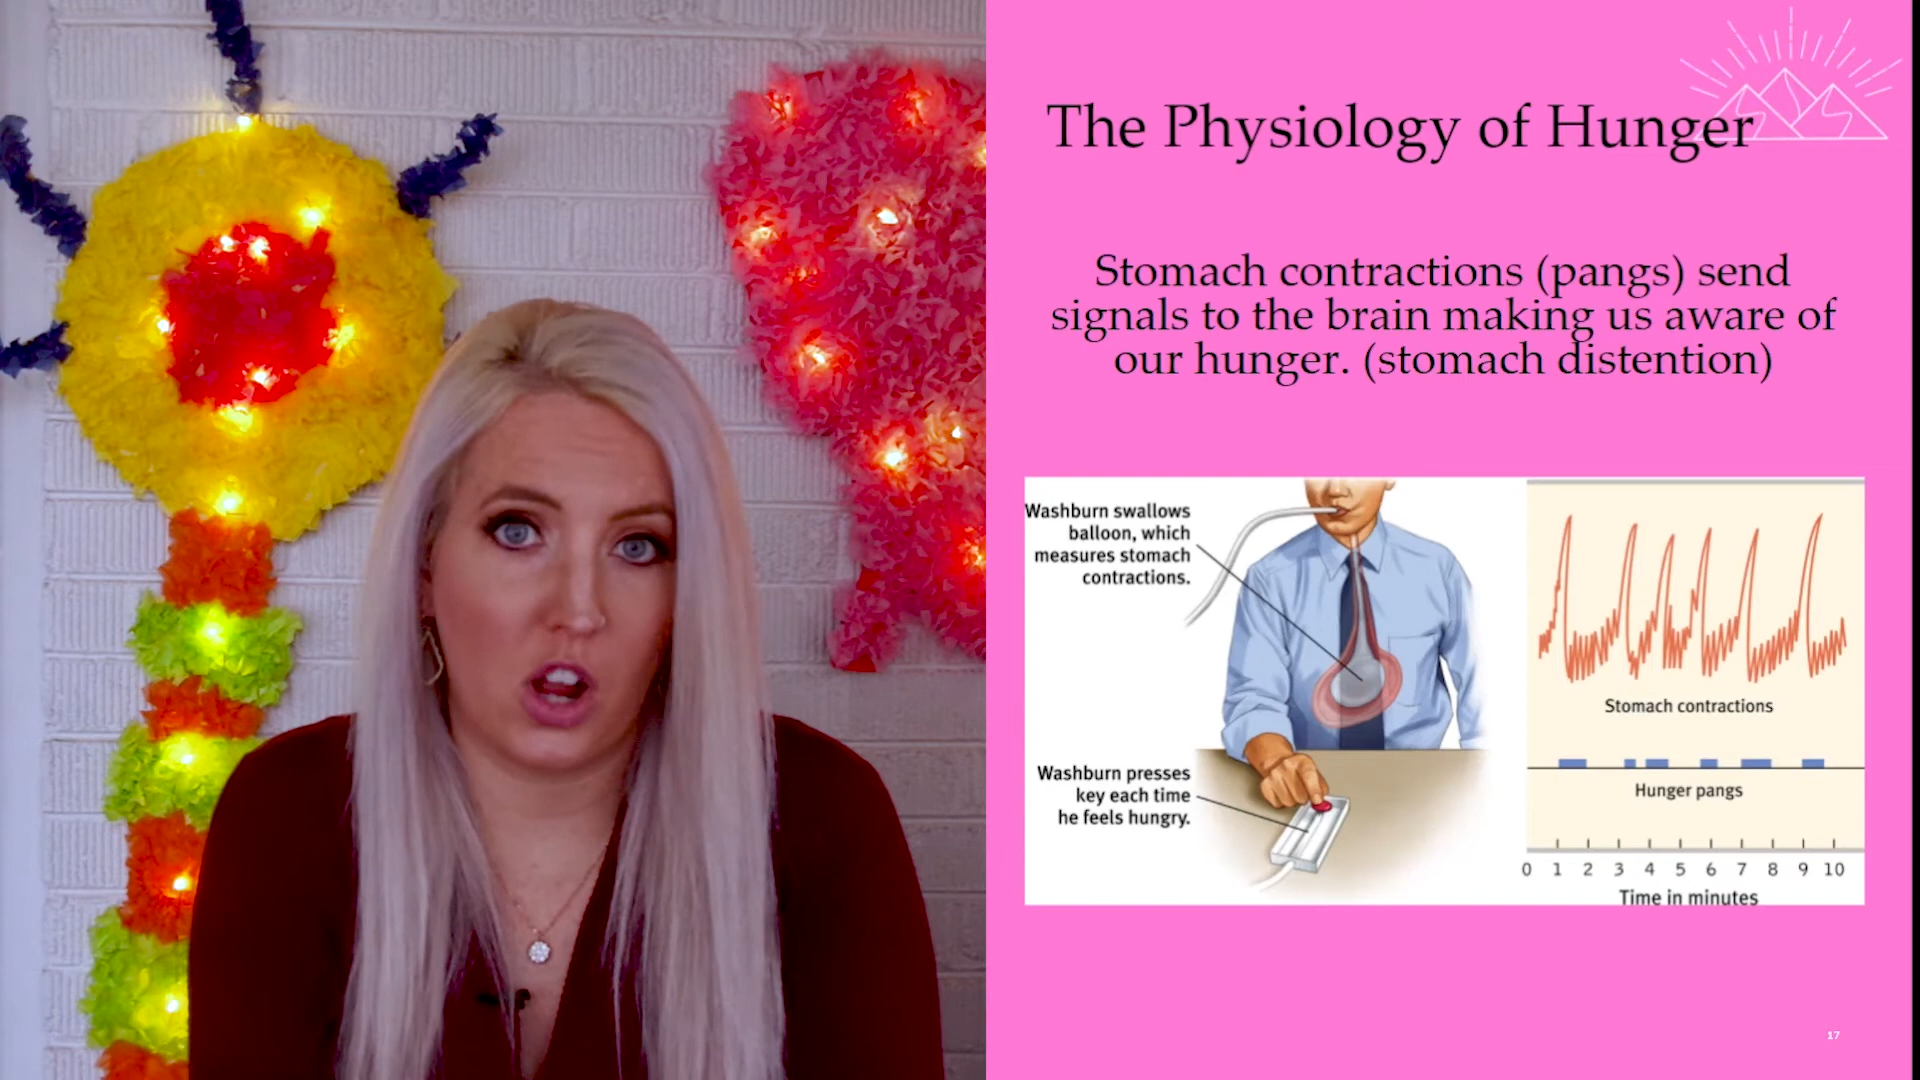 The Physiology of Hunger
Stomach contractions (pangs) send
signals to the brain making us aware of
our hunger. (stomach distention)
Washburn swallows
balloon, which
measures stomach
contractions.
Washburn presses
key each time
he feels hungry.
Stomach contractions
Hunger pangs
0 1 2 3 4 5 6 7 8 9 10
Time in minutes
17